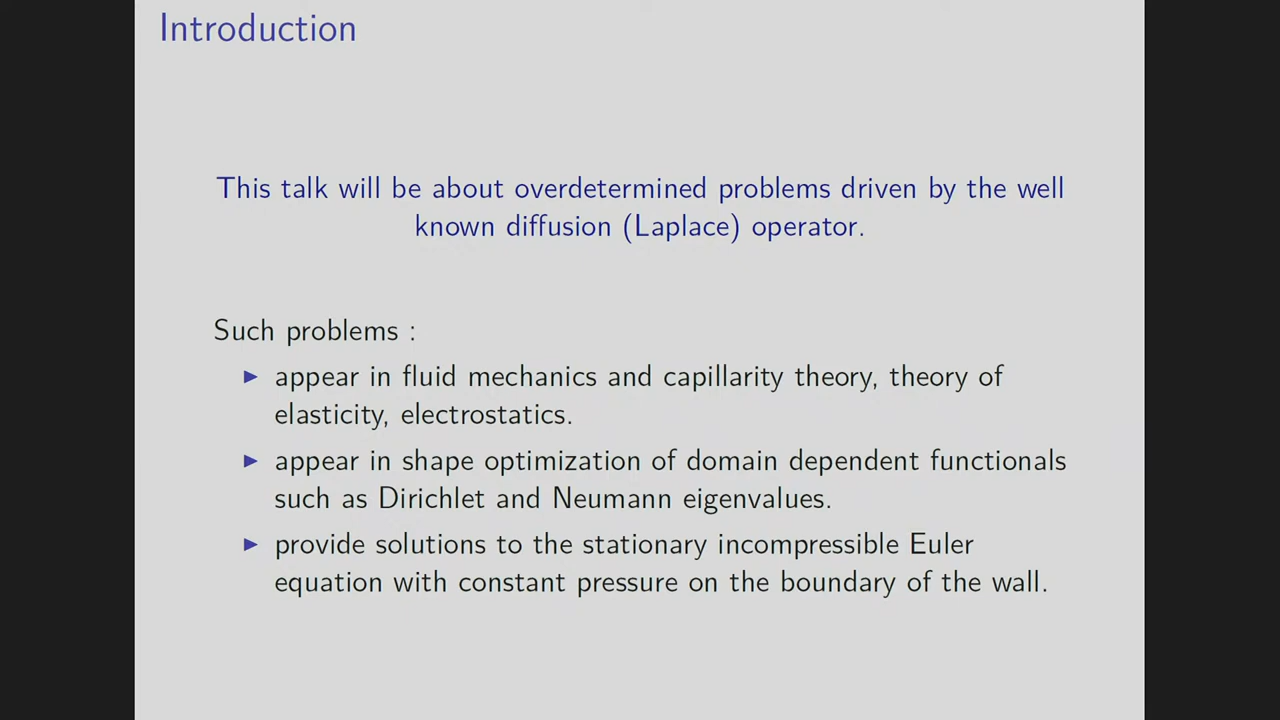 Introduction
This talk will be about overdetermined problems driven by the well
known diffusion (Laplace) operator.
Such problems :
▶ appear in fluid mechanics and capillarity theory, theory of
elasticity, electrostatics.
▶ appear in shape optimization of domain dependent functionals
such as Dirichlet and Neumann eigenvalues.
▶ provide solutions to the stationary incompressible Euler
equation with constant pressure on the boundary of the wall.